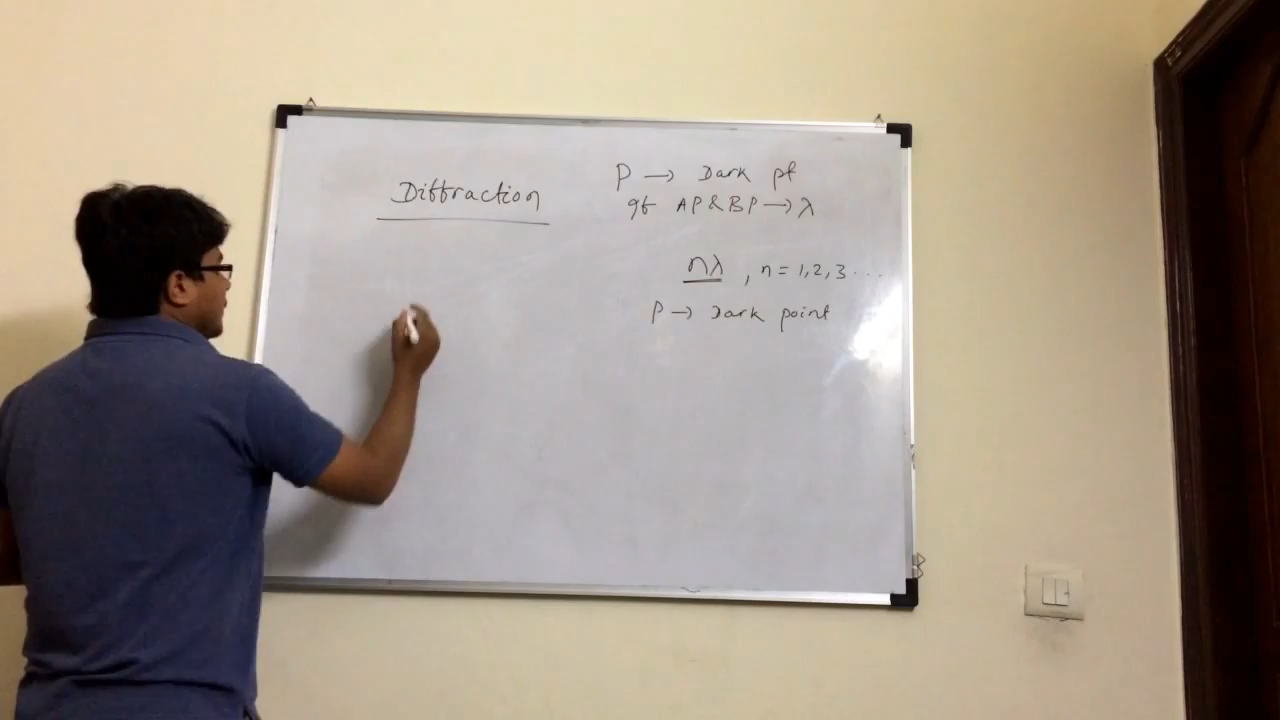 Diffraction
P → Dark pt
If AP & BP → λ
nλ , n = 1, 2, 3 ...
P → Dark point